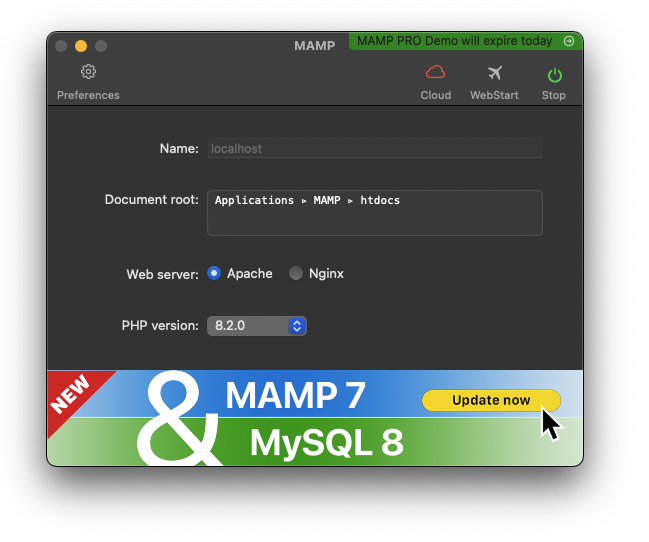 MAMP
MAMP PRO Demo will expire today
Preferences
Cloud
WebStart
Stop
Name: localhost
Document root: Applications ▹ MAMP ▹ htdocs
Web server: Apache Nginx
PHP version: 8.2.0
NEW
& MAMP 7
Update now
MySQL 8